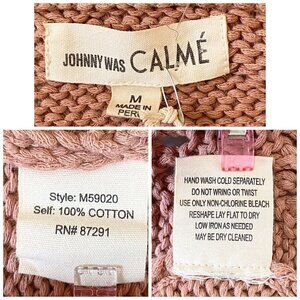 JOHNNY WAS CALMÉ
M
MADE IN
PERU
Style: M59020
Self: 100% COTTON
RN# 87291
HAND WASH COLD SEPARATELY
DO NOT WRING OR TWIST
USE ONLY NON-CHLORINE BLEACH
RESHAPE LAY FLAT TO DRY
LOW IRON AS NEEDED
MAY BE DRY CLEANED